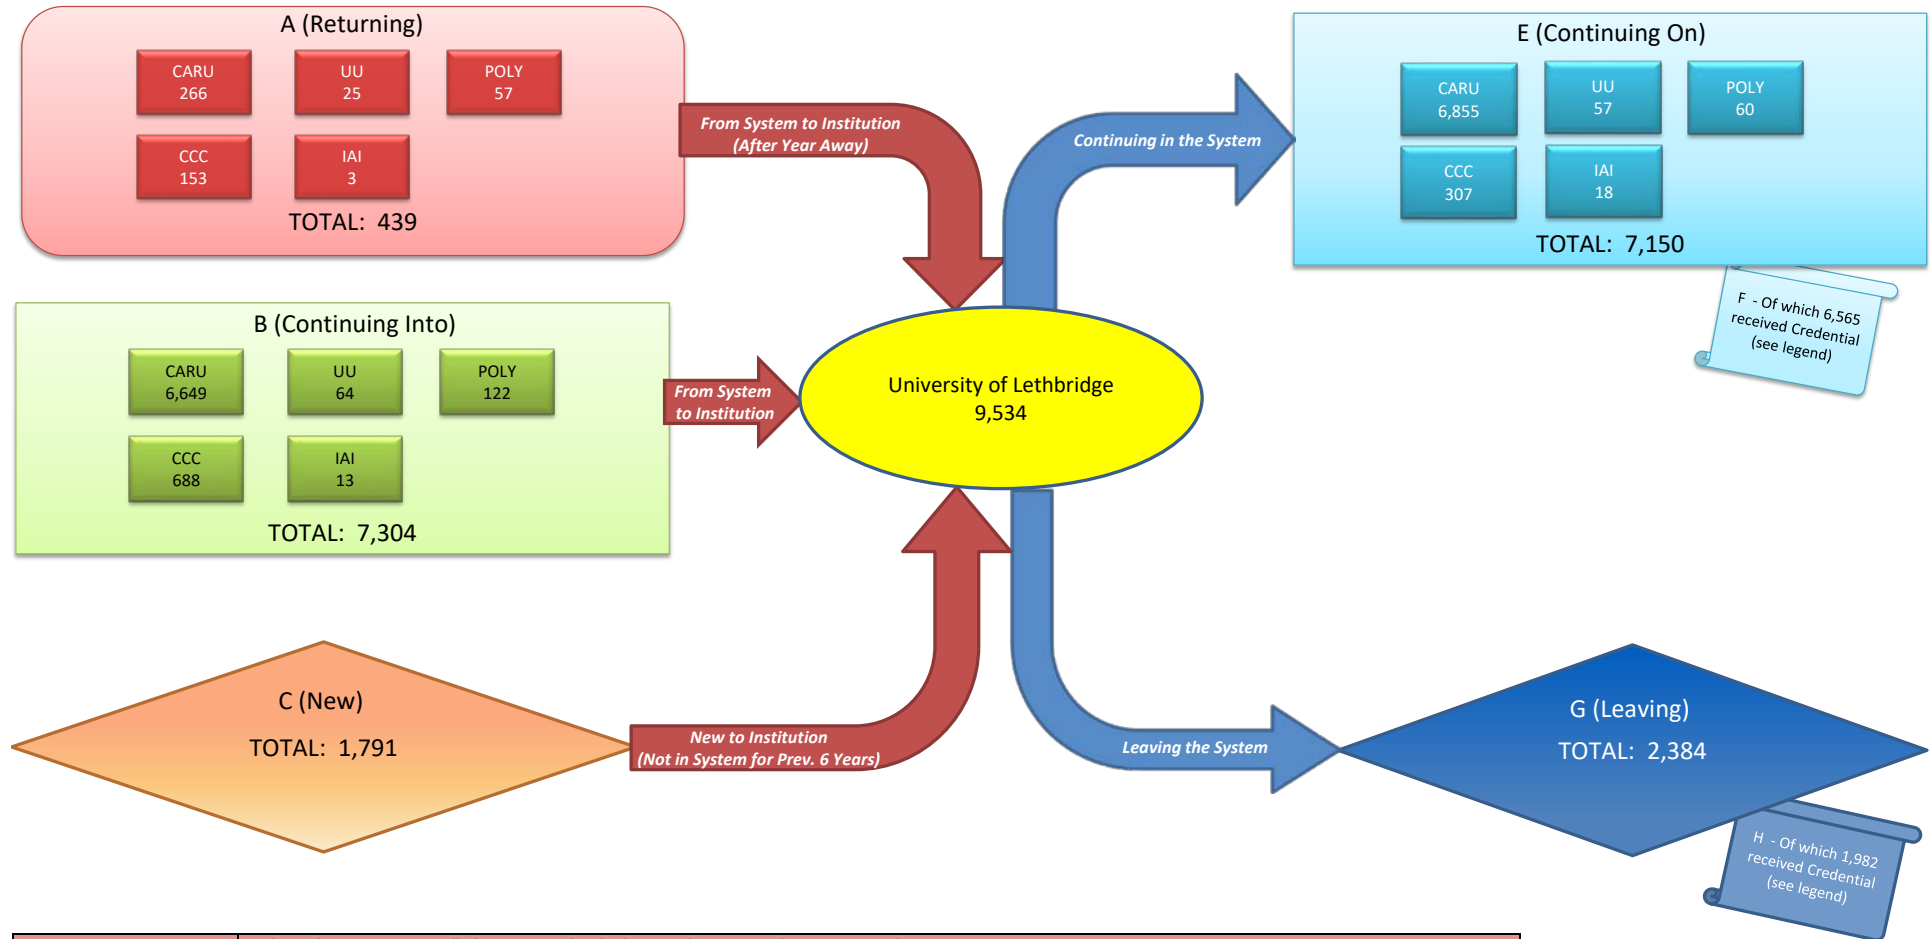 A (Returning)
CARU
266
UU
25
POLY
57
CCC
153
IAI
3
TOTAL: 439
From System to Institution
(After Year Away)
Continuing in the System
E (Continuing On)
CARU
6,855
UU
57
POLY
60
CCC
307
IAI
18
TOTAL: 7,150
F - Of which 6,565
received Credential
(see legend)
B (Continuing Into)
CARU
6,649
UU
64
POLY
122
CCC
688
IAI
13
TOTAL: 7,304
From System
to Institution
University of Lethbridge
9,534
C (New)
TOTAL: 1,791
New to Institution
(Not in System for Prev. 6 Years)
Leaving the System
G (Leaving)
TOTAL: 2,384
H - Of which 1,982
received Credential
(see legend)